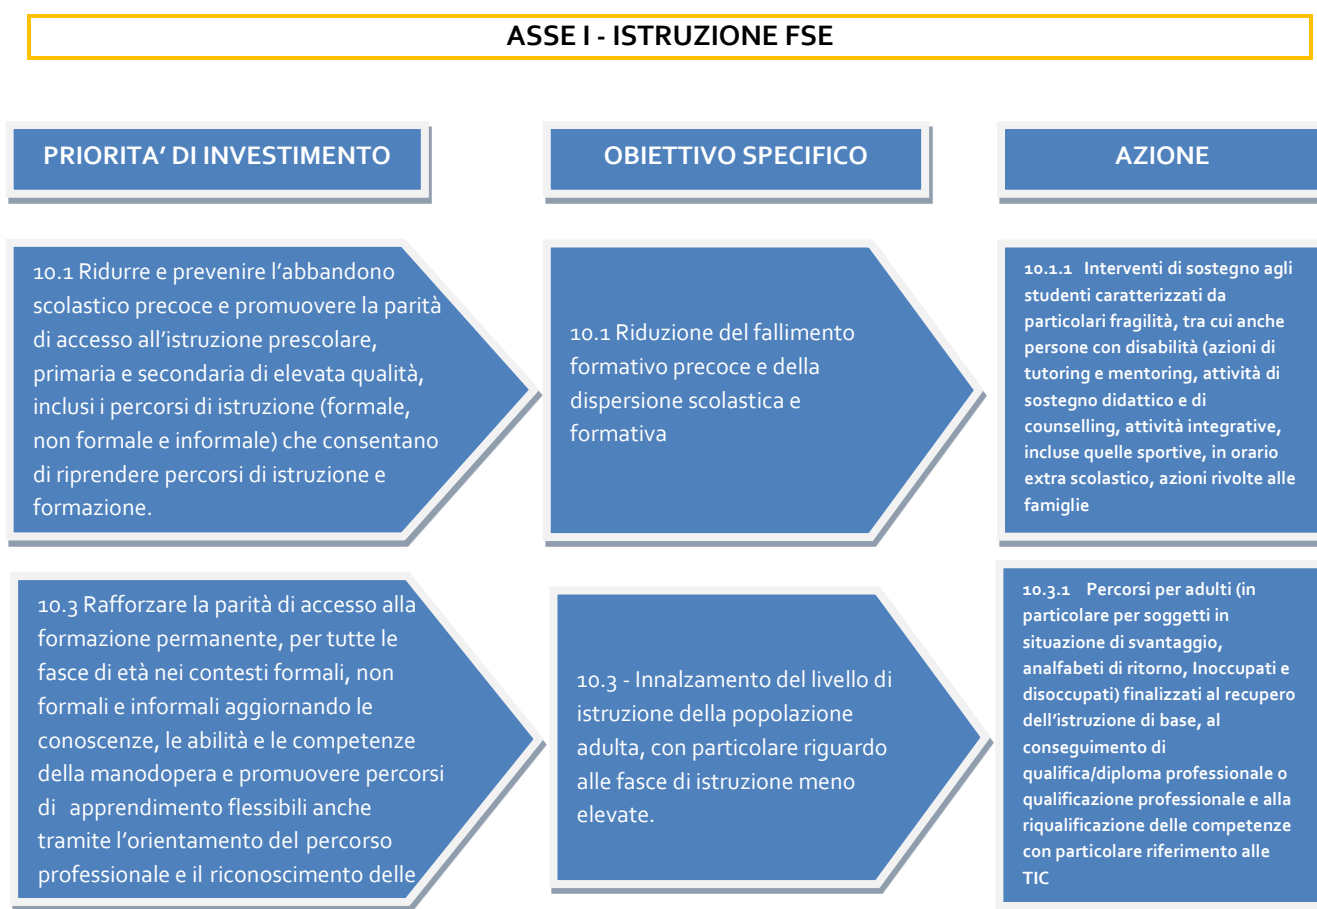 ASSE I - ISTRUZIONE FSE
PRIORITA’ DI INVESTIMENTO
OBIETTIVO SPECIFICO
AZIONE
10.1 Ridurre e prevenire l’abbandono
scolastico precoce e promuovere la parità
di accesso all’istruzione prescolare,
primaria e secondaria di elevata qualità,
inclusi i percorsi di istruzione (formale,
non formale e informale) che consentano
di riprendere percorsi di istruzione e
formazione.
10.1 Riduzione del fallimento
formativo precoce e della
dispersione scolastica e
formativa
10.1.1 Interventi di sostegno agli
studenti caratterizzati da
particolari fragilità, tra cui anche
persone con disabilità (azioni di
tutoring e mentoring, attività di
sostegno didattico e di
counselling, attività integrative,
incluse quelle sportive, in orario
extra scolastico, azioni rivolte alle
famiglie
10.3 Rafforzare la parità di accesso alla
formazione permanente, per tutte le
fasce di età nei contesti formali, non
formali e informali aggiornando le
conoscenze, le abilità e le competenze
della manodopera e promuovere percorsi
di apprendimento flessibili anche
tramite l’orientamento del percorso
professionale e il riconoscimento delle
10.3 - Innalzamento del livello di
istruzione della popolazione
adulta, con particolare riguardo
alle fasce di istruzione meno
elevate.
10.3.1 Percorsi per adulti (in
particolare per soggetti in
situazione di svantaggio,
analfabeti di ritorno, Inoccupati e
disoccupati) finalizzati al recupero
dell’istruzione di base, al
conseguimento di
qualifica/diploma professionale o
qualificazione professionale e alla
riqualificazione delle competenze
con particolare riferimento alle
TIC